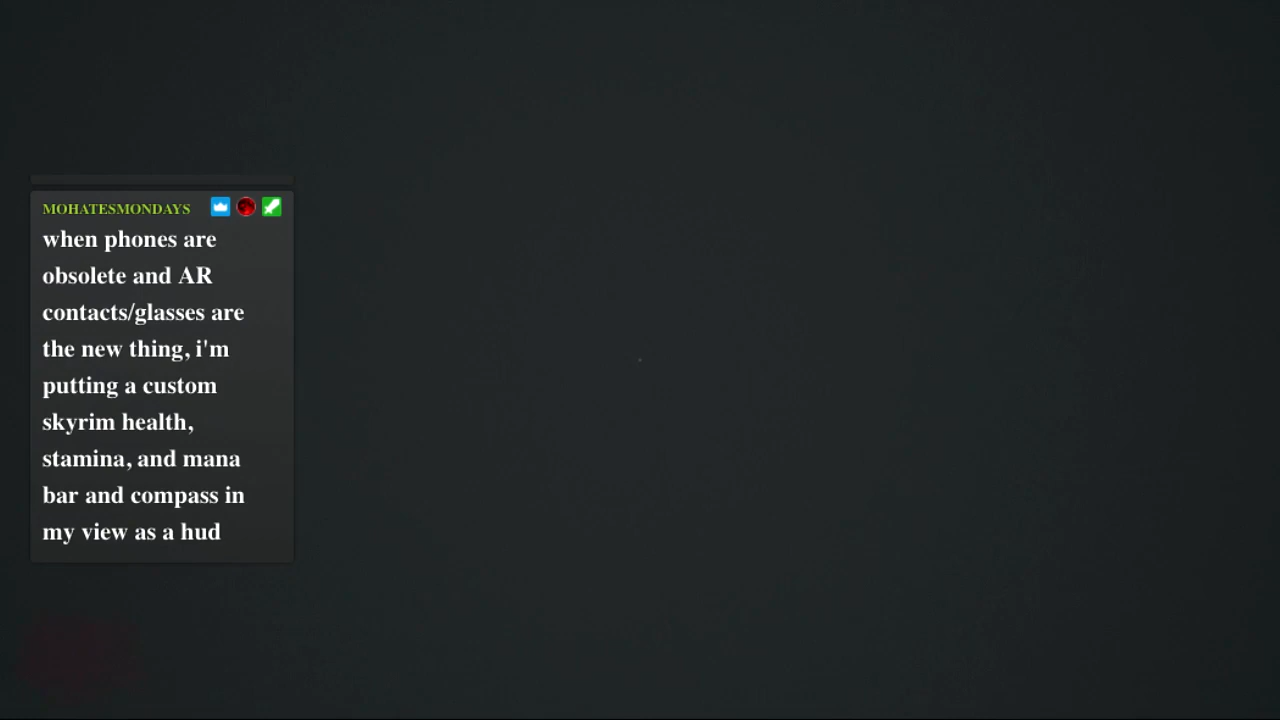 MOHATESMONDAYS
when phones are
obsolete and AR
contacts/glasses are
the new thing, i'm
putting a custom
skyrim health,
stamina, and mana
bar and compass in
my view as a hud